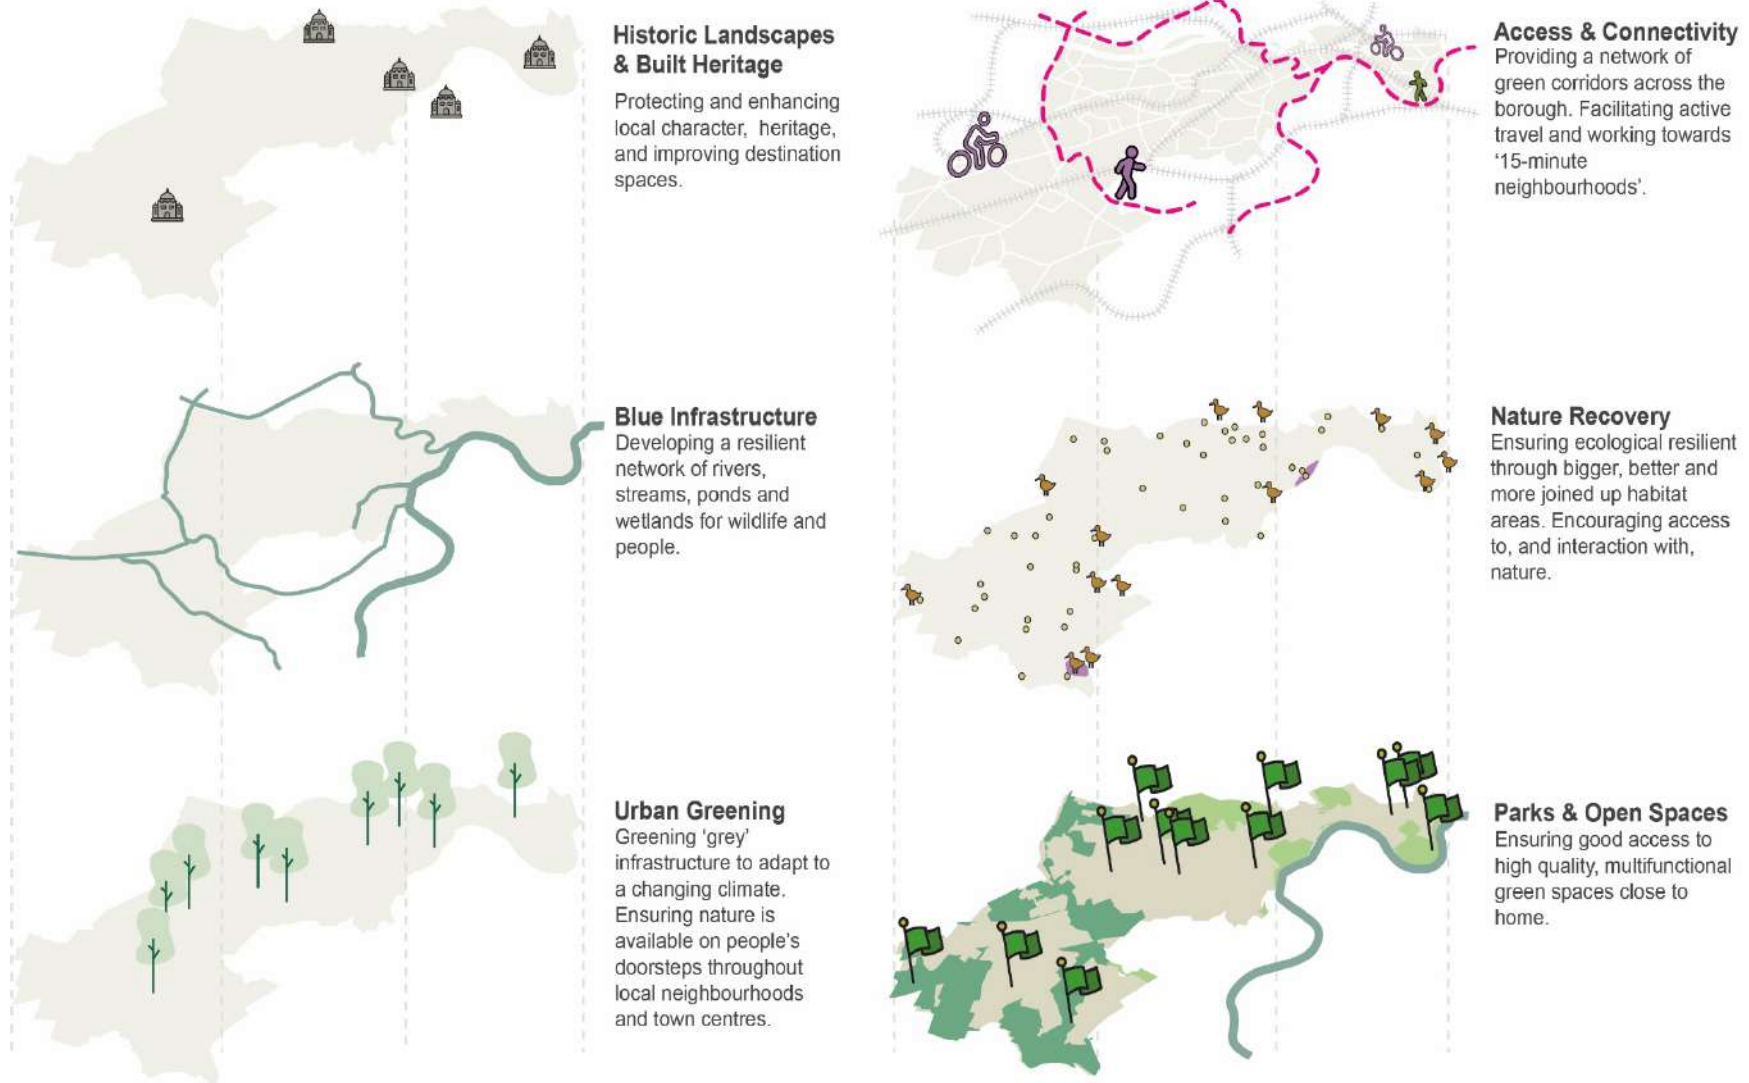 Historic Landscapes
& Built Heritage
Protecting and enhancing
local character, heritage,
and improving destination
spaces.
Access & Connectivity
Providing a network of
green corridors across the
borough. Facilitating active
travel and working towards
‘15-minute
neighbourhoods’.
Blue Infrastructure
Developing a resilient
network of rivers,
streams, ponds and
wetlands for wildlife and
people.
Nature Recovery
Ensuring ecological resilient
through bigger, better and
more joined up habitat
areas. Encouraging access
to, and interaction with,
nature.
Urban Greening
Greening ‘grey’
infrastructure to adapt to
a changing climate.
Ensuring nature is
available on people’s
doorsteps throughout
local neighbourhoods
and town centres.
Parks & Open Spaces
Ensuring good access to
high quality, multifunctional
green spaces close to
home.